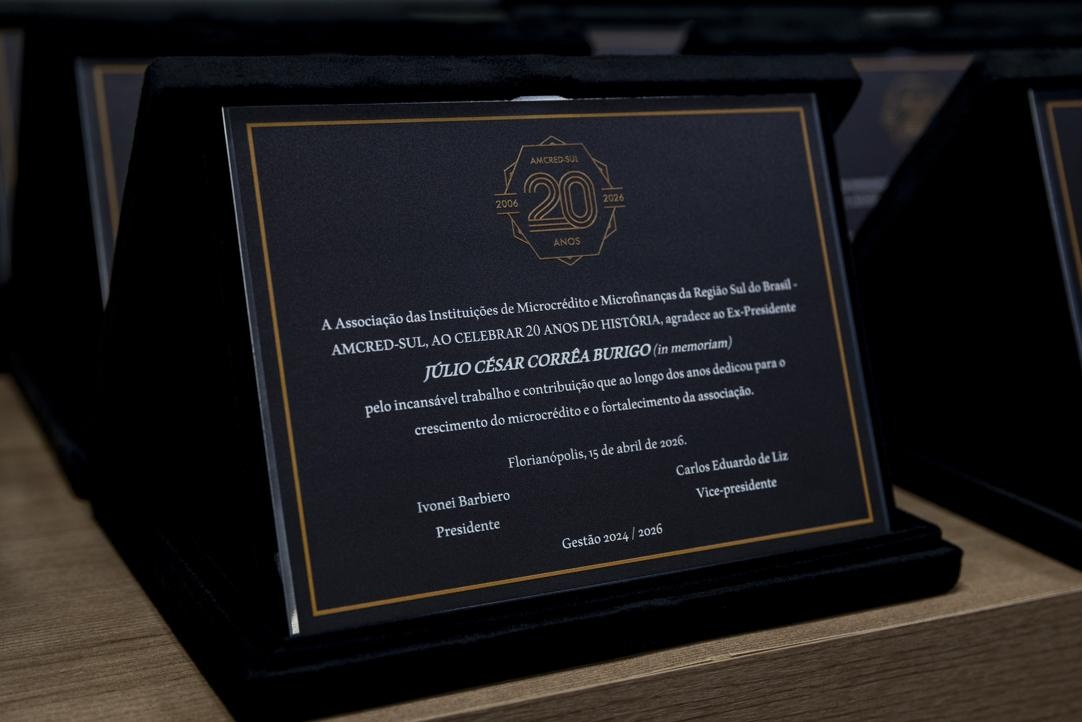 AMCRED-SUL
2006 20 2026
ANOS
A Associação das Instituições de Microcrédito e Microfinanças da Região Sul do Brasil -
AMCRED-SUL, AO CELEBRAR 20 ANOS DE HISTÓRIA, agradece ao Ex-Presidente
JÚLIO CÉSAR CORRÊA BURIGO (in memoriam)
pelo incansável trabalho e contribuição que ao longo dos anos dedicou para o
crescimento do microcrédito e o fortalecimento da associação.
Florianópolis, 15 de abril de 2026.
Ivonei Barbiero
Presidente
Carlos Eduardo de Liz
Vice-presidente
Gestão 2024 / 2026